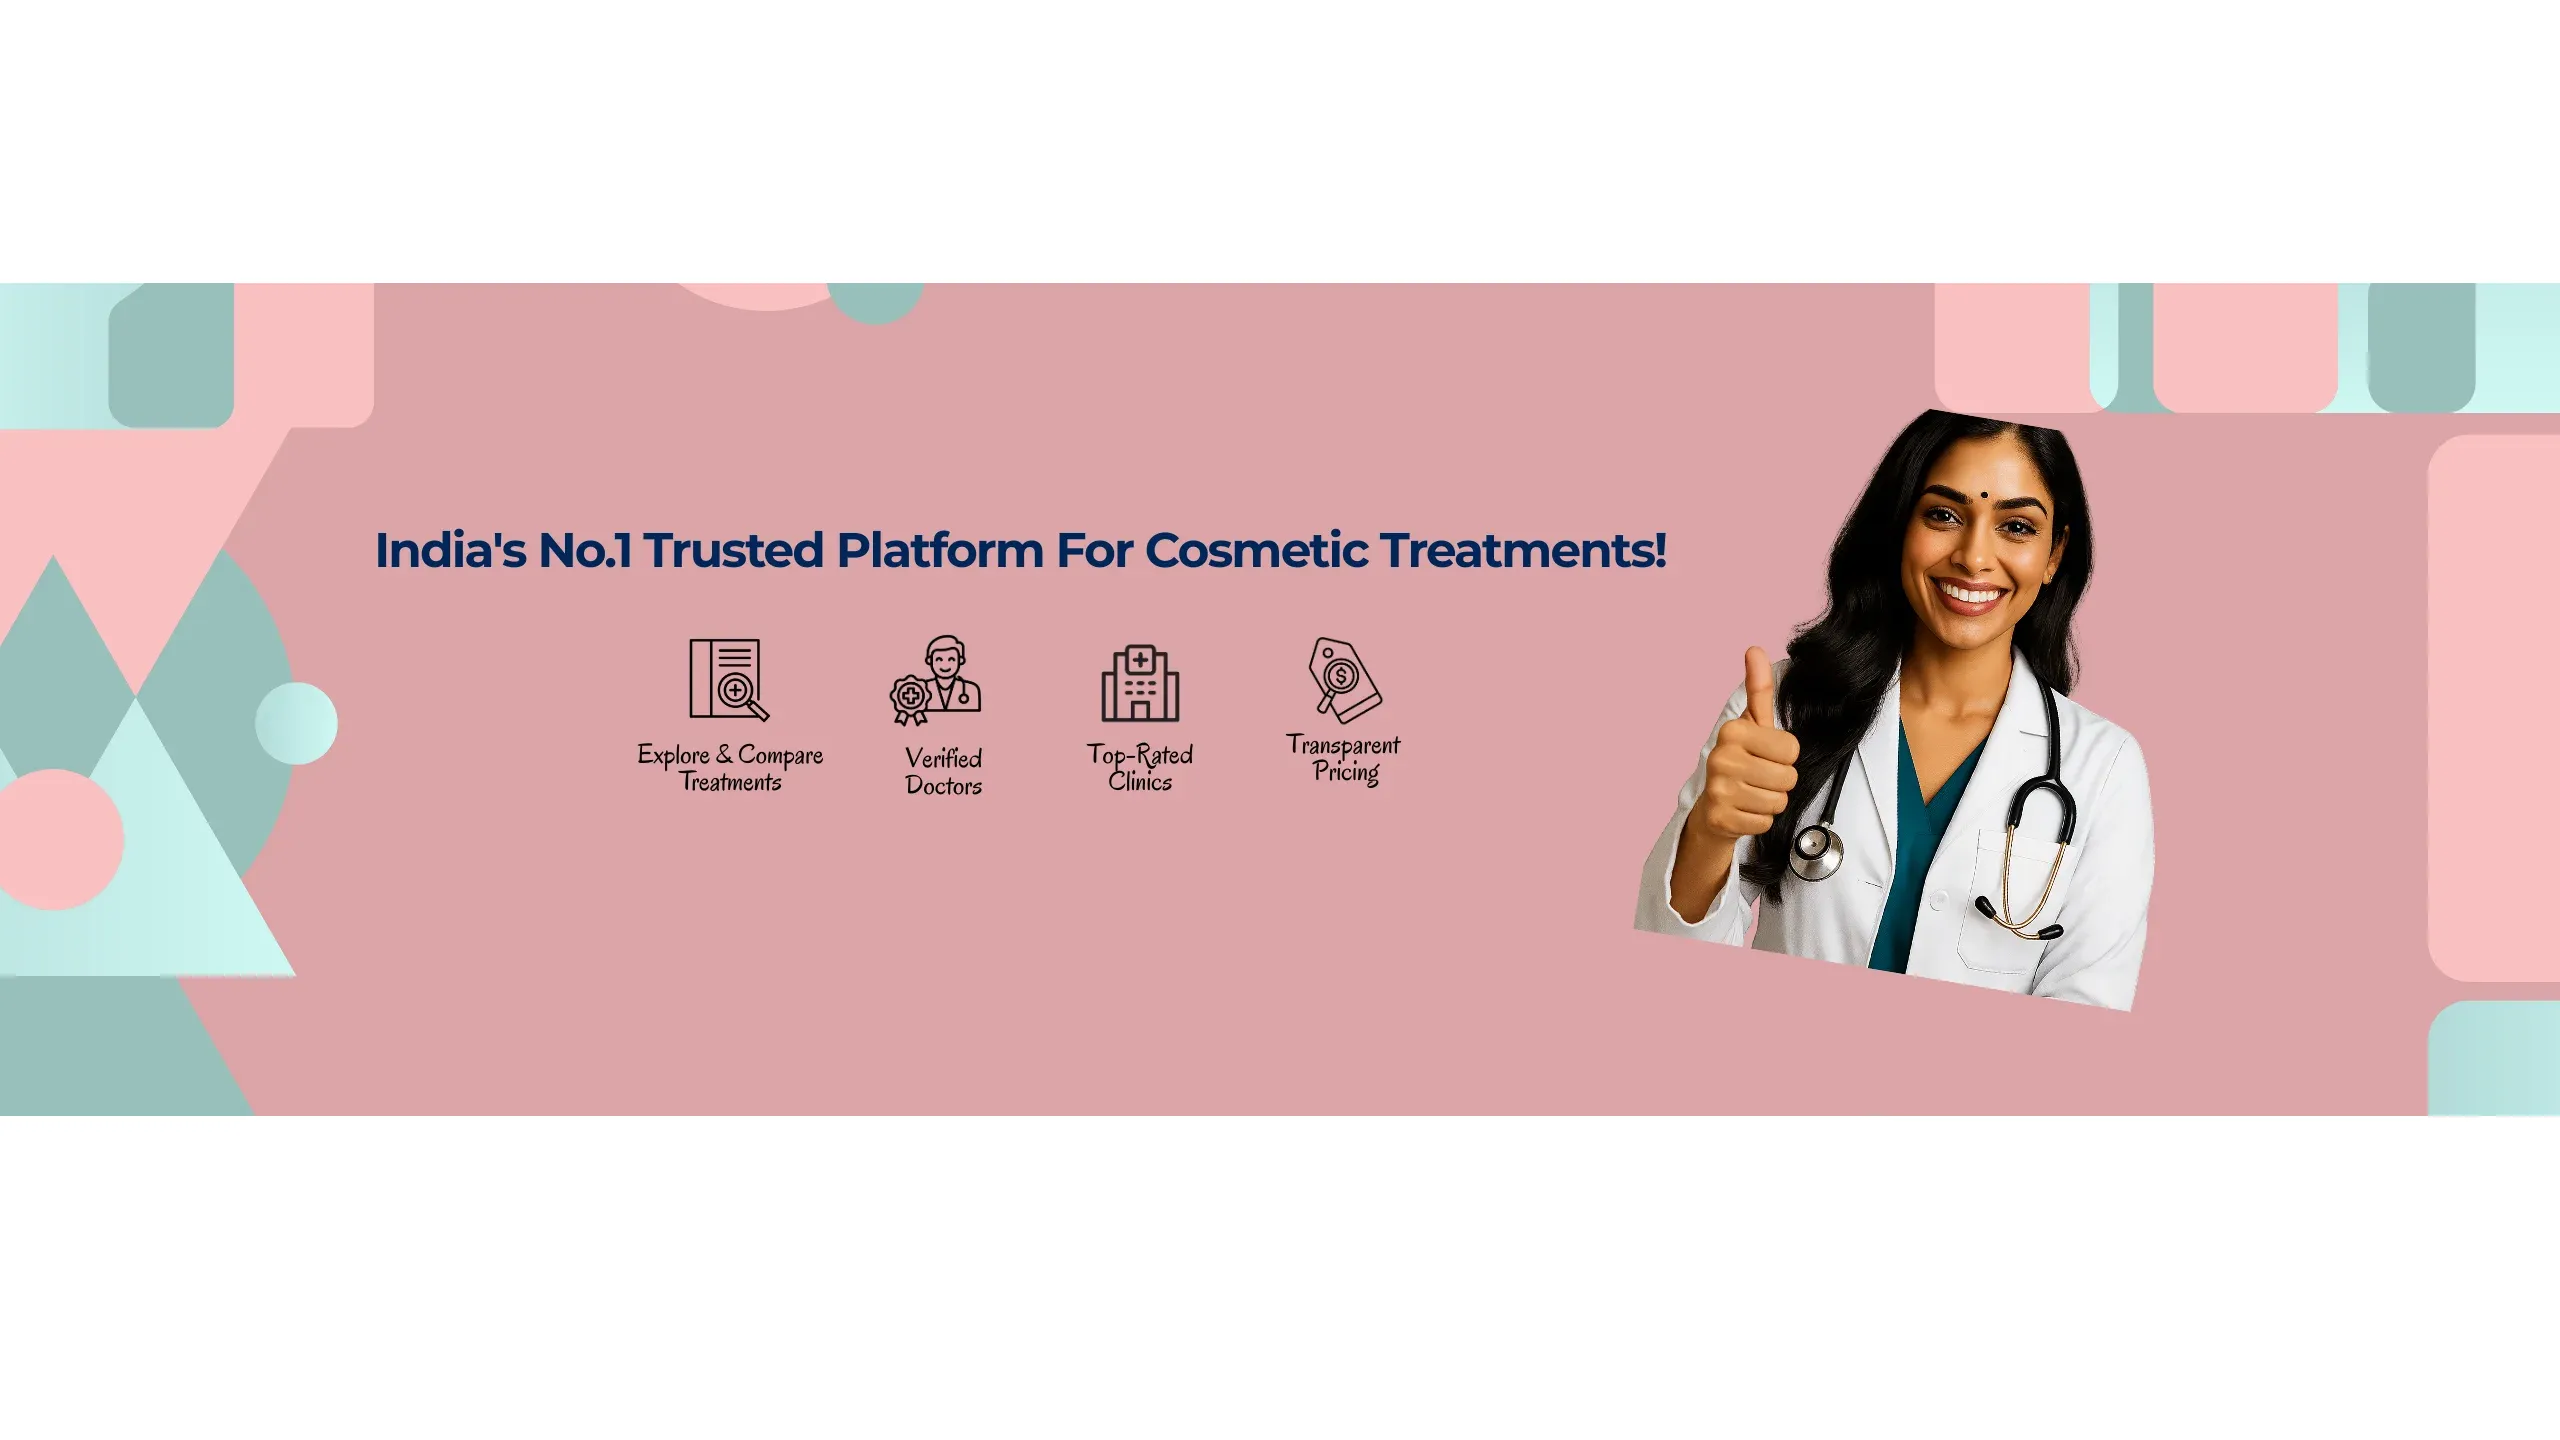 India's No.1 Trusted Platform For Cosmetic Treatments!
Explore & Compare
Treatments
Verified
Doctors
Top-Rated
Clinics
Transparent
Pricing